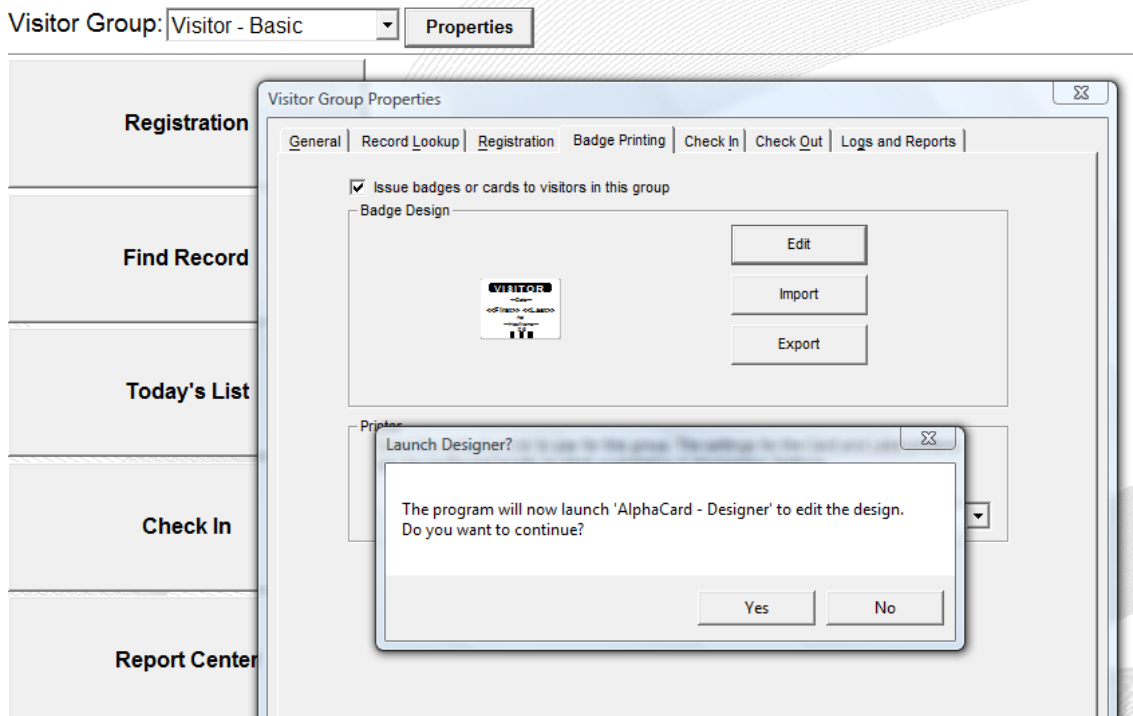 Visitor Group: Visitor - Basic Properties
Registration
Find Record
Today's List
Check In
Report Center
Visitor Group Properties
General Record Lookup Registration Badge Printing Check In Check Out Logs and Reports
Issue badges or cards to visitors in this group
Badge Design
Edit
Import
Export
VISITOR
<<First>> <<Last>>
Printer
Launch Designer?
The program will now launch 'AlphaCard - Designer' to edit the design.
Do you want to continue?
Yes No